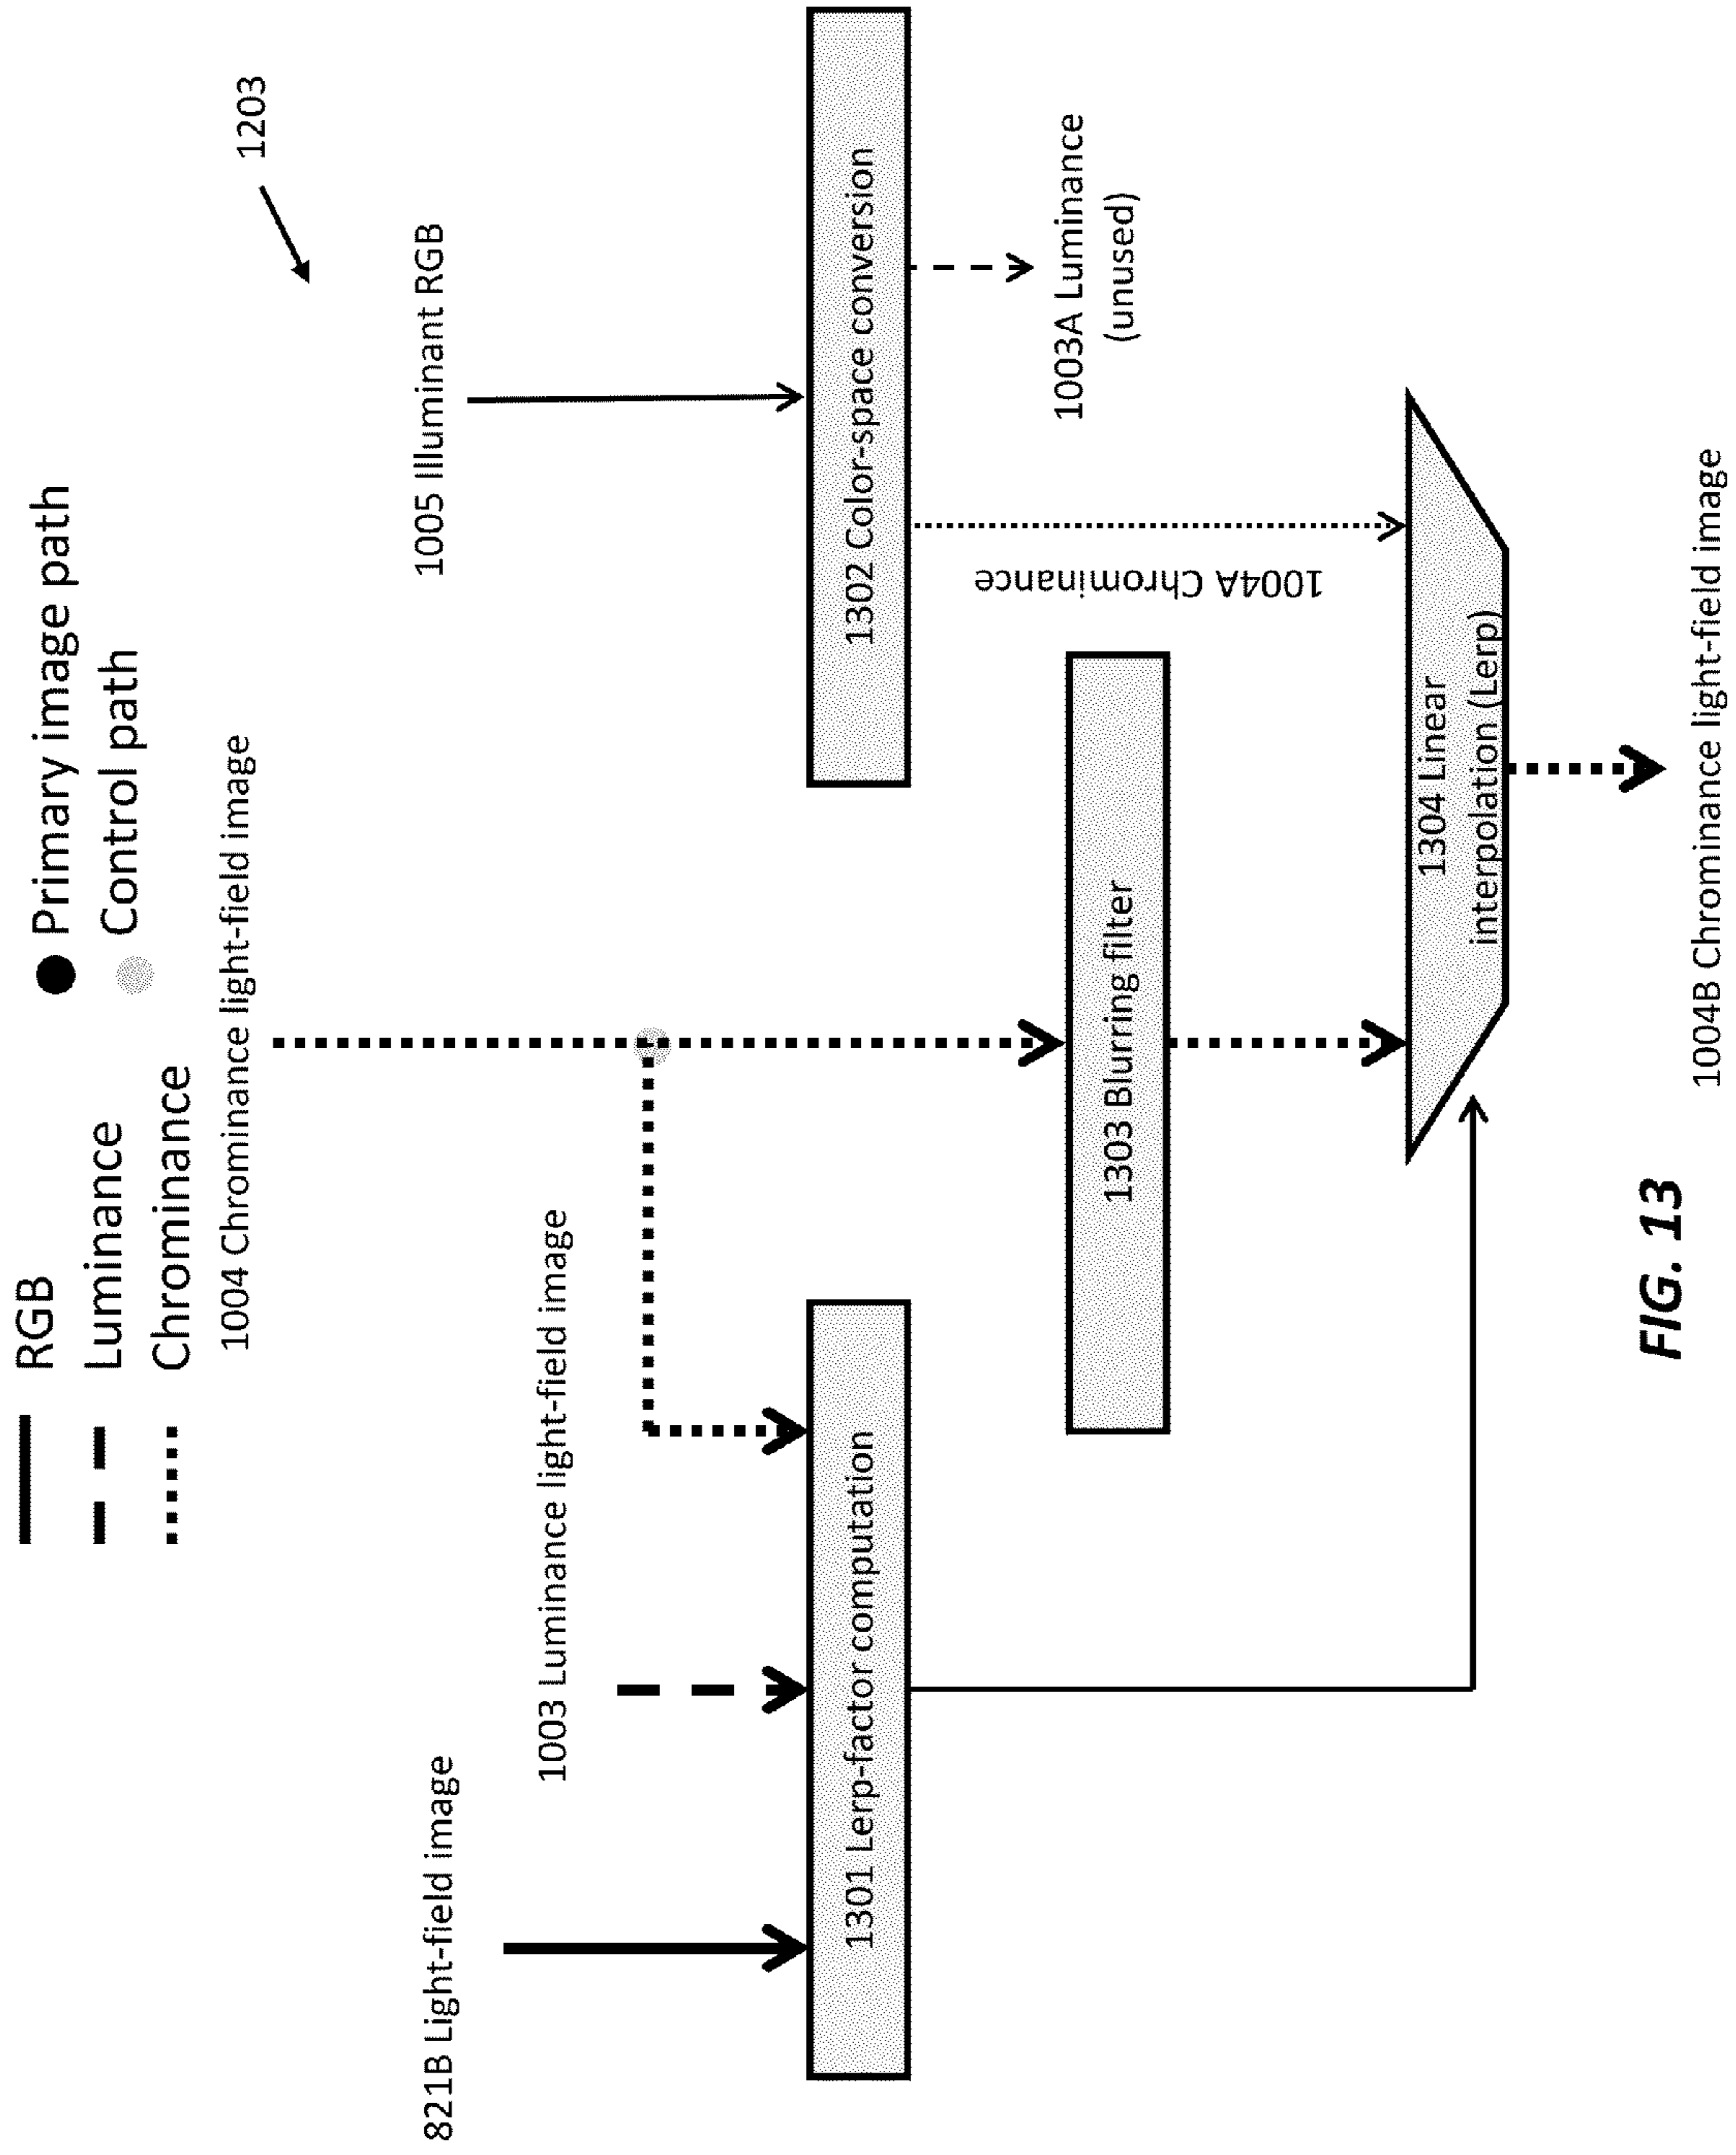 RGB
Luminance
Chrominance
Primary image path
Control path
1203
821B Light-field image
1003 Luminance light-field image
1004 Chrominance light-field image
1005 Illuminant RGB
1301 Lerp-factor computation
1302 Color-space conversion
1303 Blurring filter
1004A Chrominance
1003A Luminance
(unused)
1304 Linear
interpolation (Lerp)
1004B Chrominance light-field image
FIG. 13